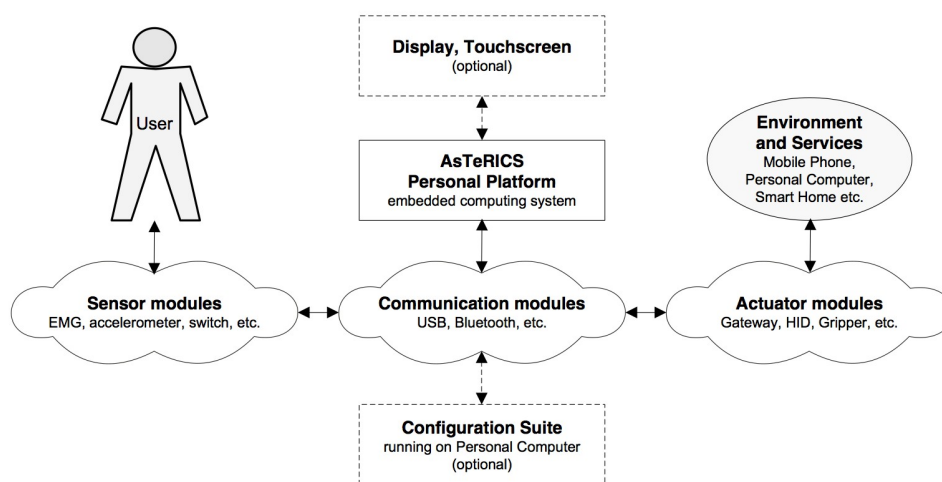 Display, Touchscreen
(optional)
User
AsTeRICS
Personal Platform
embedded computing system
Environment
and Services
Mobile Phone,
Personal Computer,
Smart Home etc.
Sensor modules
EMG, accelerometer, switch, etc.
Communication modules
USB, Bluetooth, etc.
Actuator modules
Gateway, HID, Gripper, etc.
Configuration Suite
running on Personal Computer
(optional)